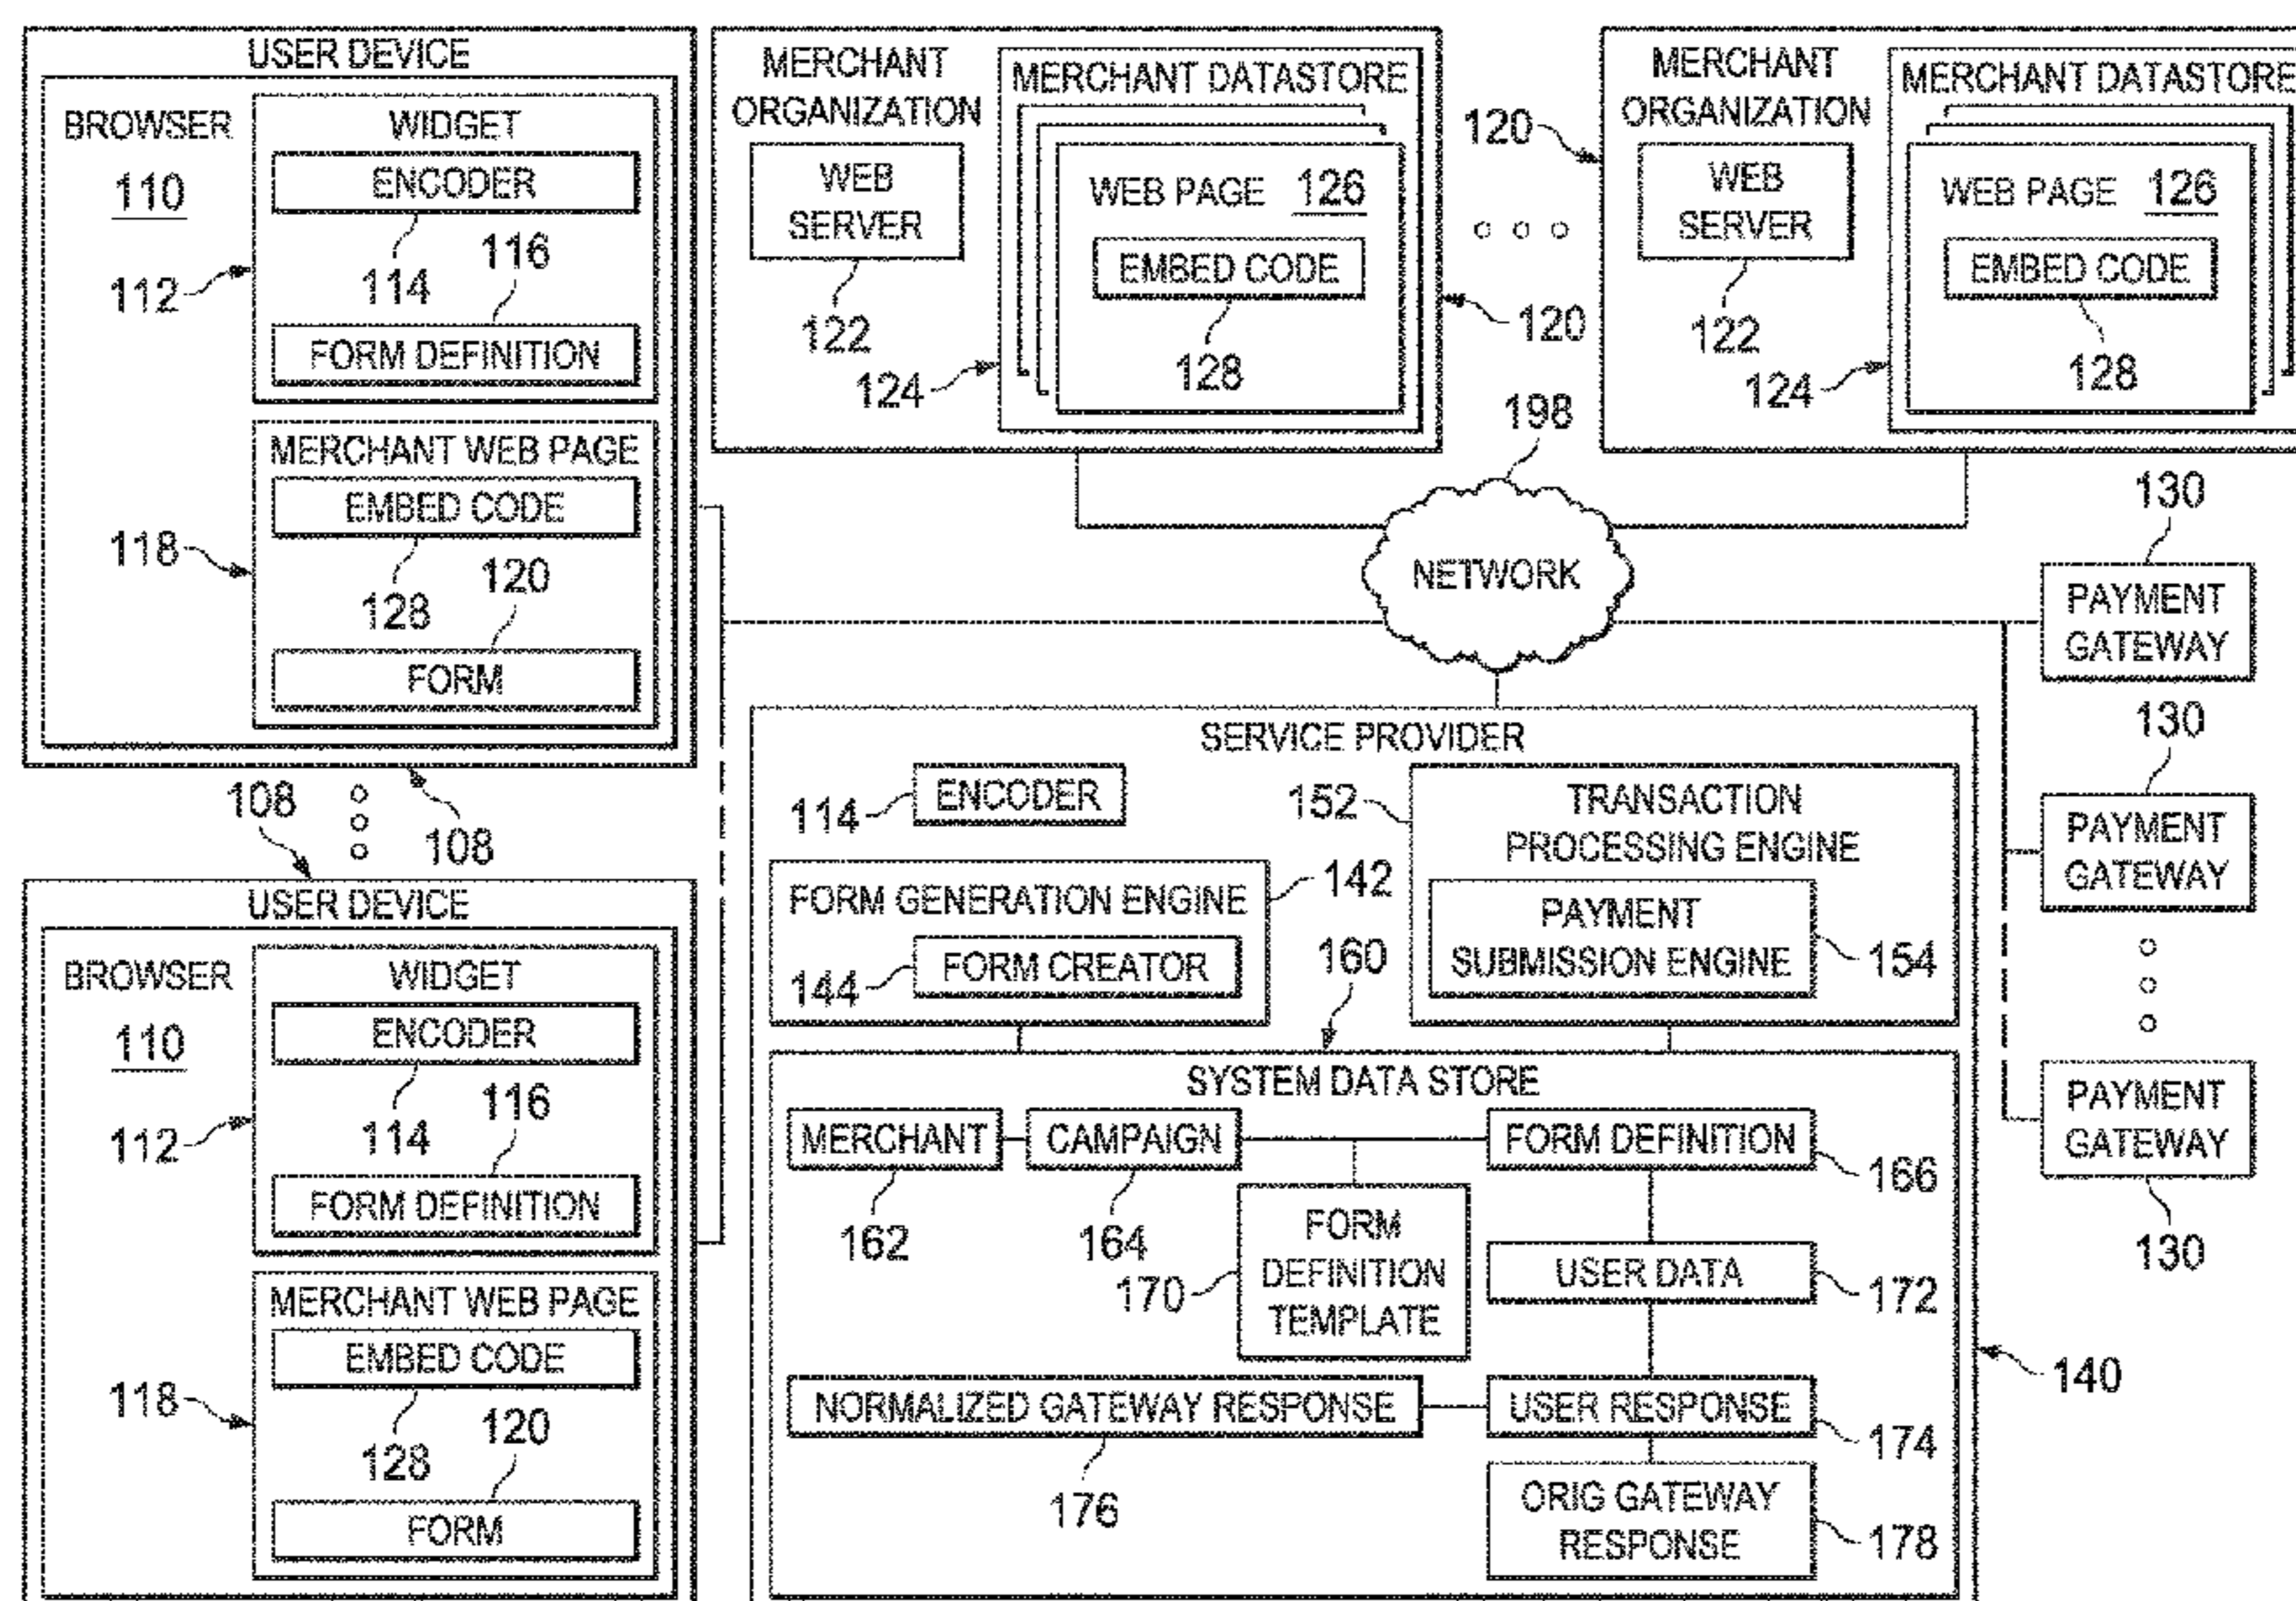 USER DEVICE
BROWSER
110
WIDGET
ENCODER
114
116
112
FORM DEFINITION
MERCHANT WEB PAGE
EMBED CODE
118
128
120
FORM
108
108
USER DEVICE
BROWSER
110
WIDGET
ENCODER
114
116
112
FORM DEFINITION
MERCHANT WEB PAGE
EMBED CODE
118
128
120
FORM
MERCHANT
ORGANIZATION
WEB
SERVER
122
MERCHANT DATASTORE
WEB PAGE 126
EMBED CODE
128
124
120
120
MERCHANT
ORGANIZATION
WEB
SERVER
122
MERCHANT DATASTORE
WEB PAGE 126
EMBED CODE
128
124
198
NETWORK
130
PAYMENT
GATEWAY
130
PAYMENT
GATEWAY
PAYMENT
GATEWAY
130
SERVICE PROVIDER
114
ENCODER
FORM GENERATION ENGINE
142
144
FORM CREATOR
152
TRANSACTION
PROCESSING ENGINE
PAYMENT
SUBMISSION ENGINE
154
160
SYSTEM DATA STORE
MERCHANT
162
CAMPAIGN
164
FORM DEFINITION
166
170
FORM
DEFINITION
TEMPLATE
USER DATA
172
140
NORMALIZED GATEWAY RESPONSE
176
USER RESPONSE
174
ORIG GATEWAY
RESPONSE
178